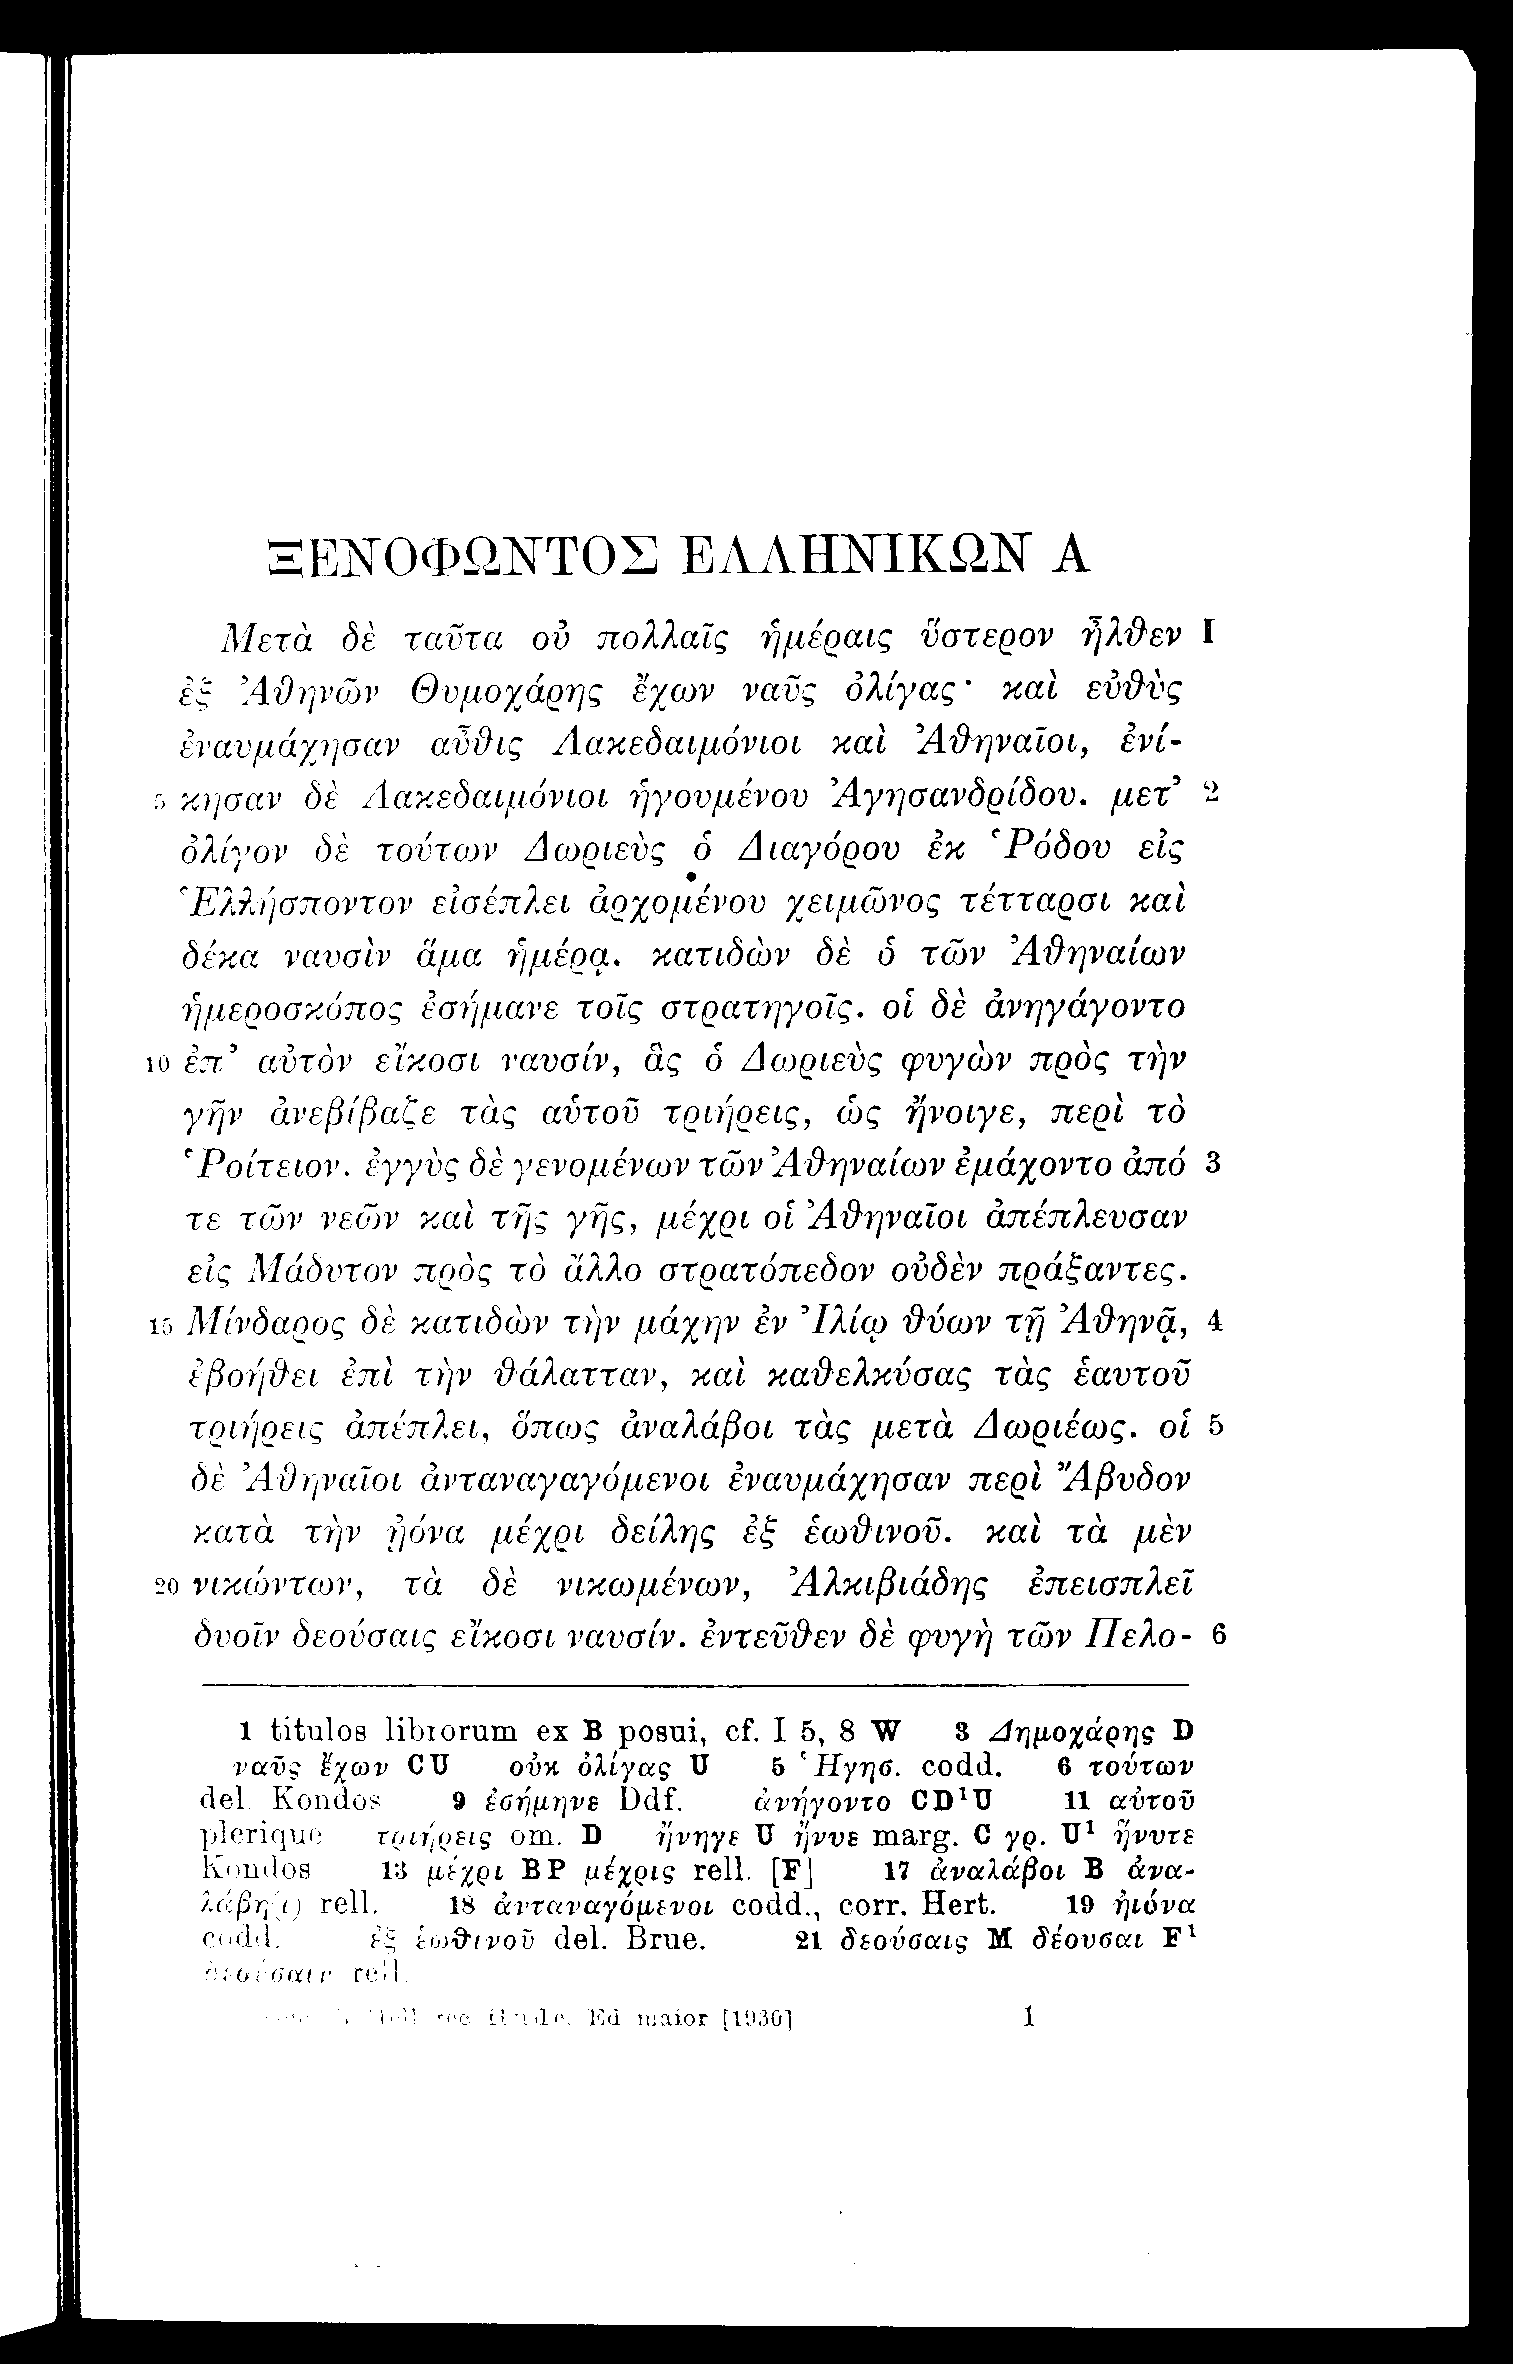 ΞΕΝΟΦΩΝΤΟΣ ΕΛΛΗΝΙΚΩΝ Α
Μετὰ δὲ ταῦτα οὐ πολλαῖς ἡμέραις ὕστερον ἦλθεν I
ἐξ Ἀθηνῶν Θυμοχάρης ἔχων ναῦς ὀλίγας· καὶ εὐθὺς
ἐναυμάχησαν αὖθις Λακεδαιμόνιοι καὶ Ἀθηναῖοι, ἐνί-
5 κησαν δὲ Λακεδαιμόνιοι ἡγουμένου Ἀγησανδρίδου. μετ’ 2
ὀλίγον δὲ τούτων Δωριεὺς ὁ Διαγόρου ἐκ Ῥόδου εἰς
Ἑλλήσποντον εἰσέπλει ἀρχομένου χειμῶνος τέτταρσι καὶ
δέκα ναυσὶν ἅμα ἡμέρᾳ. κατιδὼν δὲ ὁ τῶν Ἀθηναίων
ἡμεροσκόπος ἐσήμανε τοῖς στρατηγοῖς. οἱ δὲ ἀνηγάγοντο
10 ἐπ’ αὐτὸν εἴκοσι ναυσίν, ἃς ὁ Δωριεὺς φυγὼν πρὸς τὴν
γῆν ἀνεβίβαζε τὰς αὑτοῦ τριήρεις, ὡς ἤνοιγε, περὶ τὸ
Ῥοίτειον. ἐγγὺς δὲ γενομένων τῶν Ἀθηναίων ἐμάχοντο ἀπό 3
τε τῶν νεῶν καὶ τῆς γῆς, μέχρι οἱ Ἀθηναῖοι ἀπέπλευσαν
εἰς Μάδυτον πρὸς τὸ ἄλλο στρατόπεδον οὐδὲν πράξαντες.
15 Μίνδαρος δὲ κατιδὼν τὴν μάχην ἐν Ἰλίῳ θύων τῇ Ἀθηνᾷ, 4
ἐβοήθει ἐπὶ τὴν θάλατταν, καὶ καθελκύσας τὰς ἑαυτοῦ
τριήρεις ἀπέπλει, ὅπως ἀναλάβοι τὰς μετὰ Δωριέως. οἱ 5
δὲ Ἀθηναῖοι ἀνταναγαγόμενοι ἐναυμάχησαν περὶ Ἄβυδον
κατὰ τὴν ᾐόνα μέχρι δείλης ἐξ ἑωθινοῦ. καὶ τὰ μὲν
20 νικώντων, τὰ δὲ νικωμένων, Ἀλκιβιάδης ἐπεισπλεῖ
δυοῖν δεούσαις εἴκοσι ναυσίν. ἐντεῦθεν δὲ φυγὴ τῶν Πελο- 6
1 titulos librorum ex B posui, cf. I 5, 8 W 3 Δημοχάρης D
ναῦς ἔχων CU οὐκ ὀλίγας U 5 Ἡγησ. codd. 6 τούτων
del. Kondos 9 ἐσήμηνε Ddf. ἀνήγοντο CD¹U 11 αὐτοῦ
plerique τριήρεις om. D ἤνηγε U ἤνυε marg. C γρ. U¹ ἤνυτε
Kondos 13 μέχρι BP μέχρις rell. [F] 17 ἀναλάβοι B ἀνα-
λάβη(ι) rell. 18 ἀνταναγόμενοι codd., corr. Hert. 19 ἠιόνα
codd. ἐξ ἑωθινοῦ del. Brue. 21 δεούσαις M δέουσαι F¹
δεούσαιν rell.
Ed maior [1930] 1